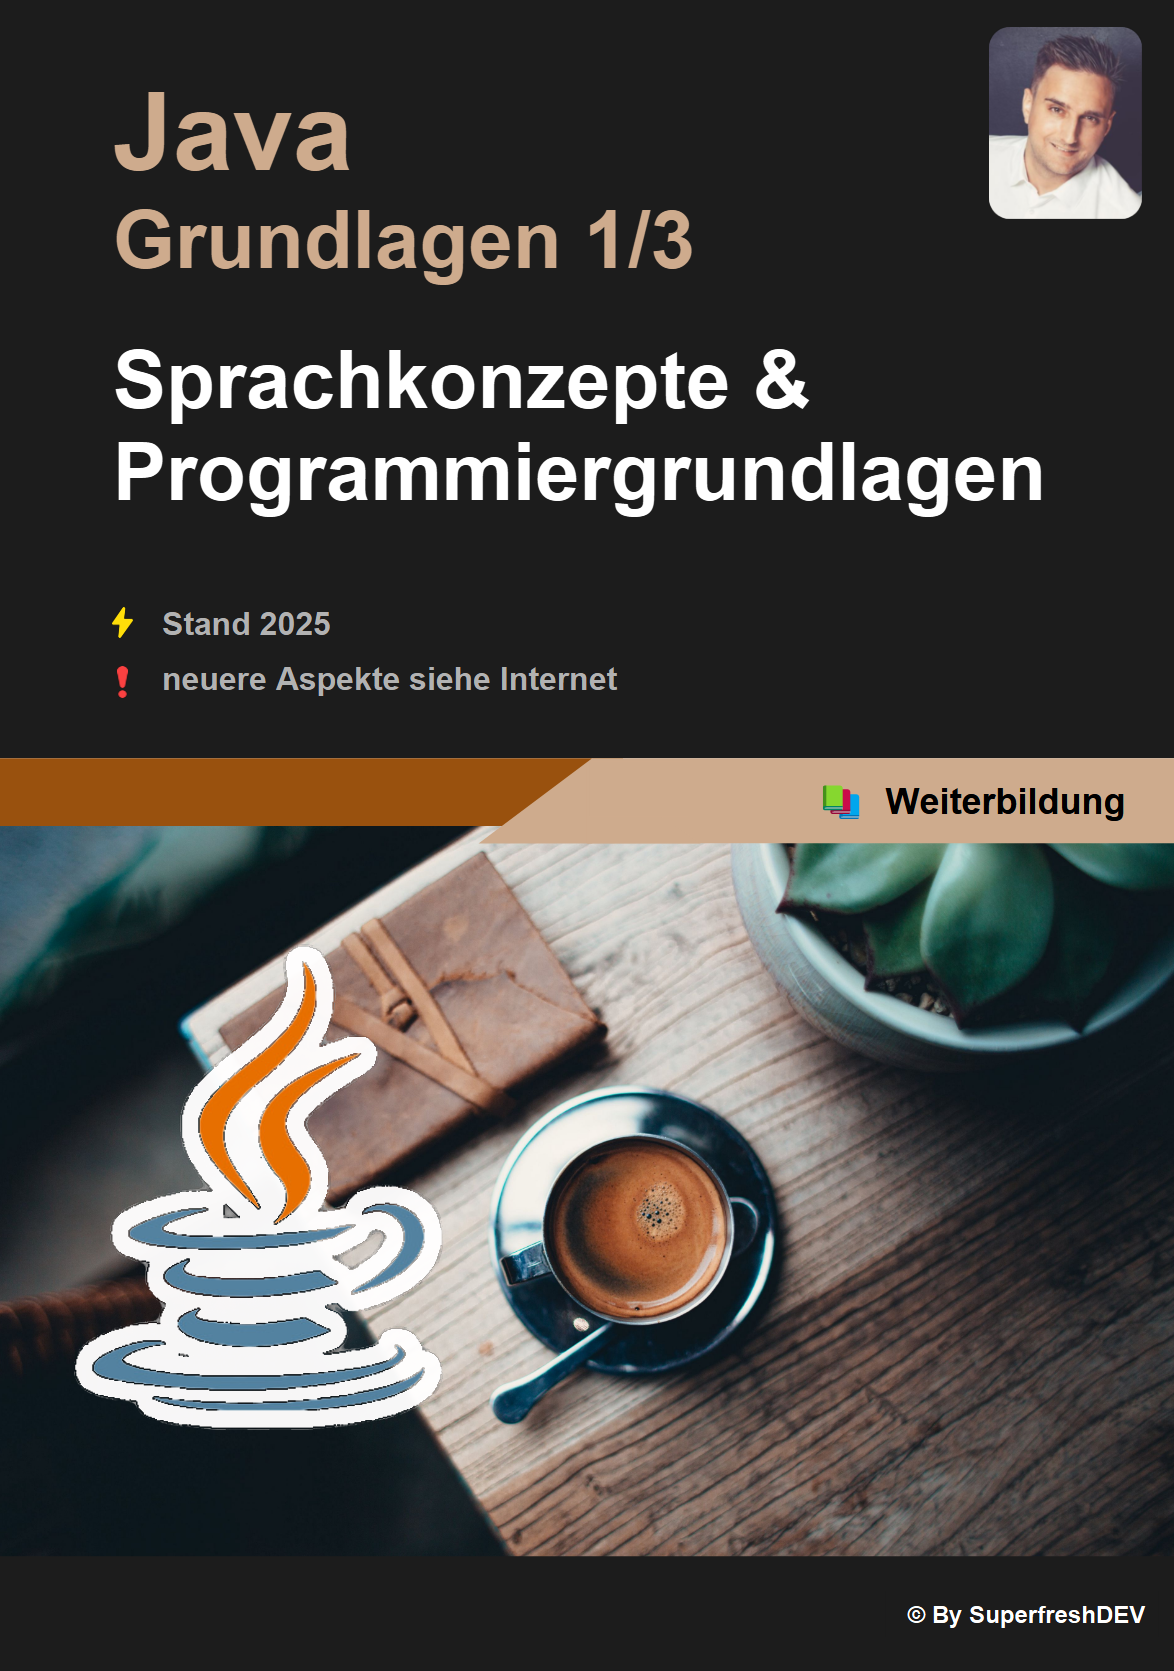 Java
Grundlagen 1/3
Sprachkonzepte &
Programmiergrundlagen
Stand 2025
neuere Aspekte siehe Internet
Weiterbildung
© By SuperfreshDEV